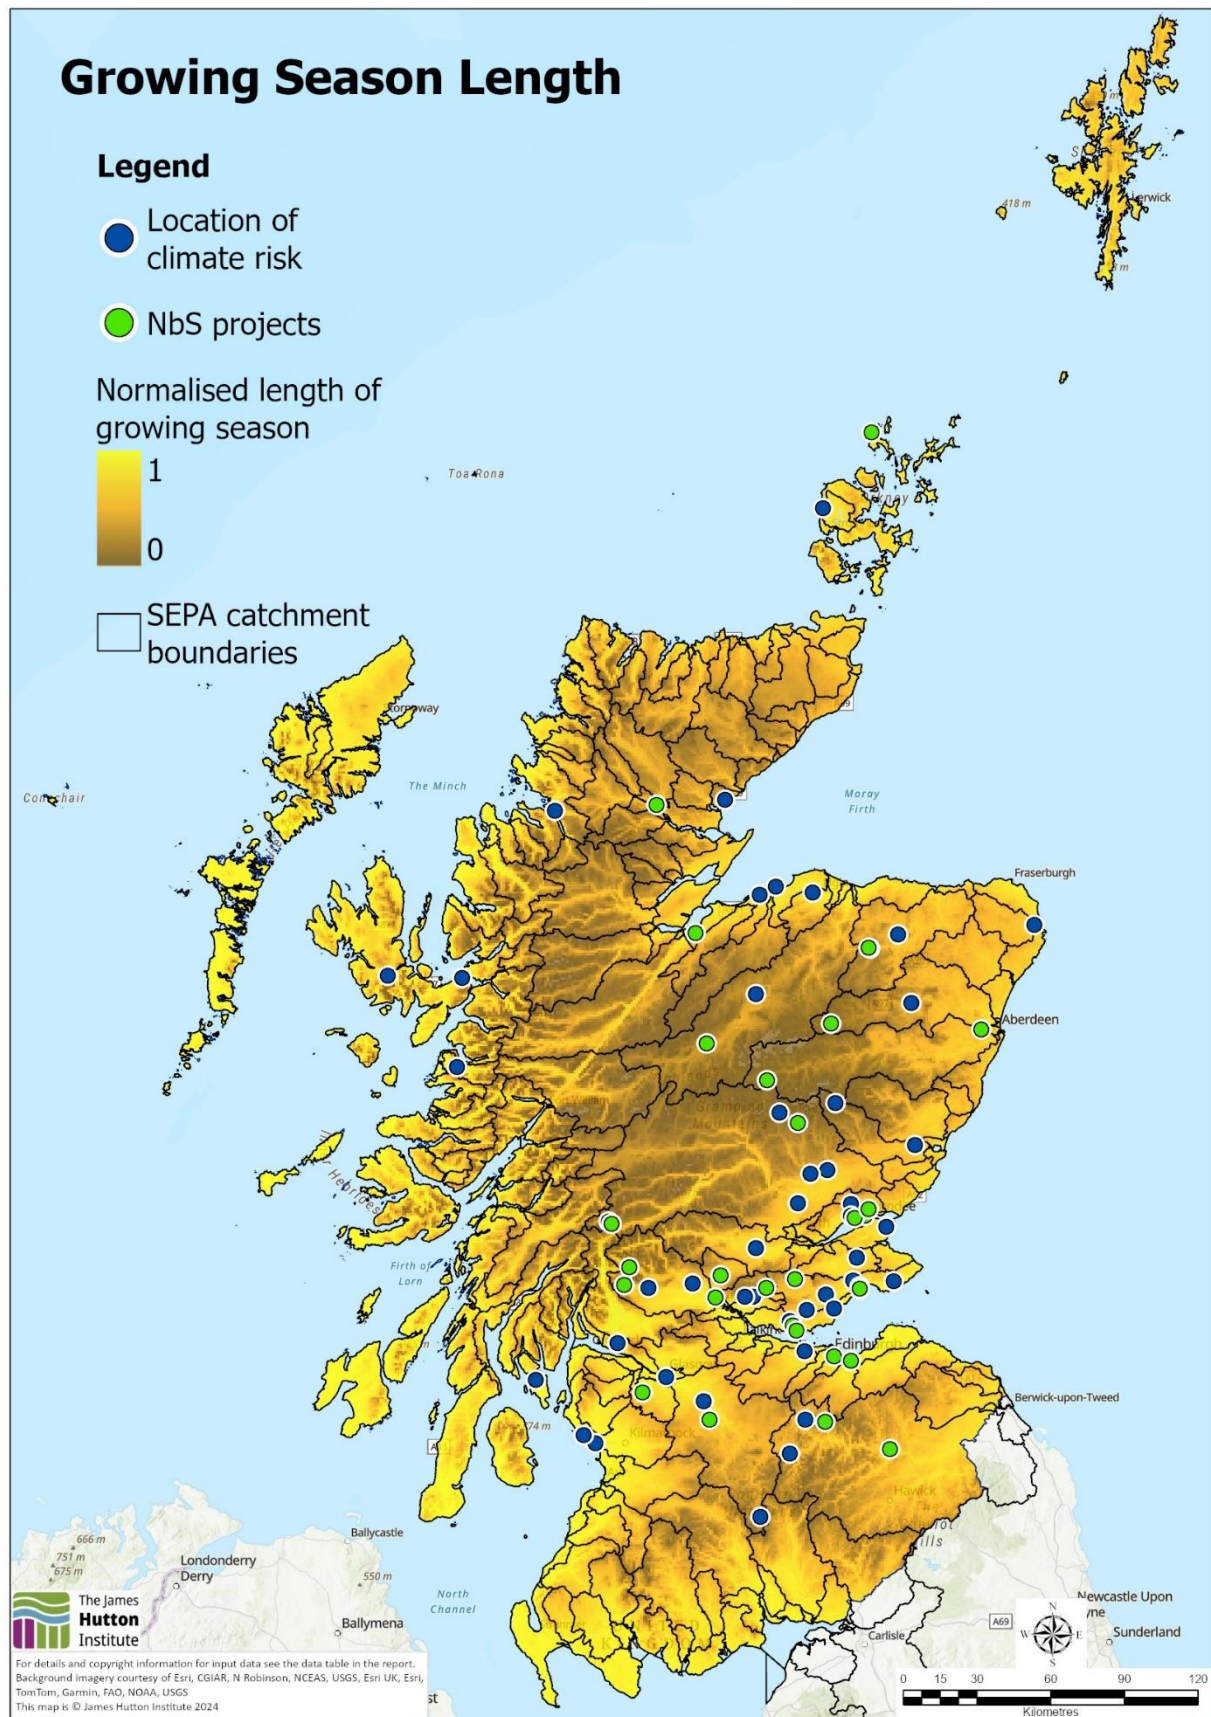 Growing Season Length
Legend
Location of
climate risk
NbS projects
Normalised length of
growing season
1
0
SEPA catchment
boundaries
418 m
Lerwick
Toa Rona
The Minch
Moray
Firth
Fraserburgh
Aberdeen
Grampian
Mountains
Hebrides
Firth of
Lorn
Edinburgh
Glasgow
Berwick-upon-Tweed
Kilmarnock
Hawick
Ballycastle
666 m
751 m
675 m
Londonderry
Derry
550 m
Ballymena
North
Channel
Newcastle Upon
Tyne
A69
Sunderland
Carlisle
N
W
E
S
The James
Hutton
Institute
For details and copyright information for input data see the data table in the report.
Background imagery courtesy of Esri, CGIAR, N Robinson, NCEAS, USGS, Esri UK, Esri,
TomTom, Garmin, FAO, NOAA, USGS
This map is © James Hutton Institute 2024
0 15 30 60 90 120
Kilometres